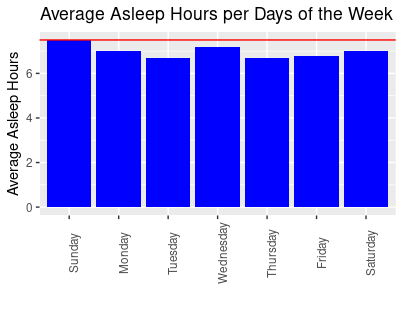 Average Asleep Hours per Days of the Week
Average Asleep Hours
6
4
2
0
Sunday
Monday
Tuesday
Wednesday
Thursday
Friday
Saturday